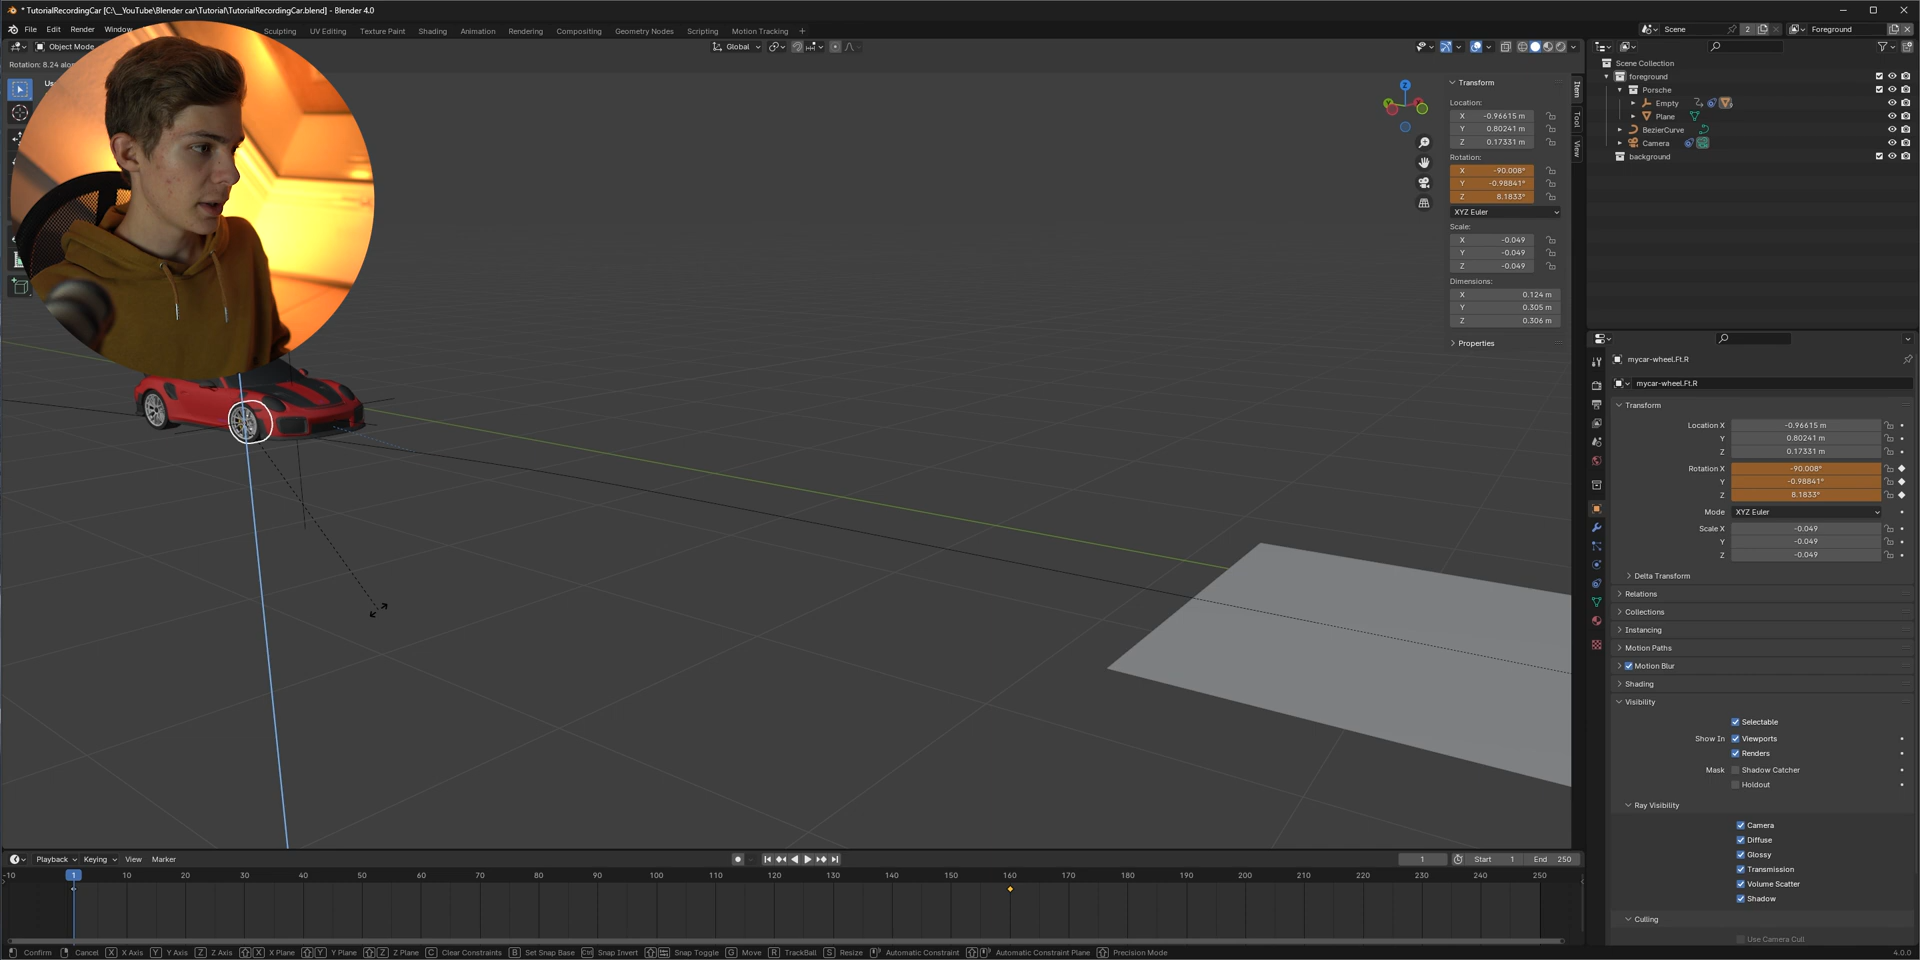 * TutorialRecordingCar [C:\__YouTube\Blender car\Tutorial\TutorialRecordingCar.blend] - Blender 4.0
File Edit Render Window Sculpting UV Editing Texture Paint Shading Animation Rendering Compositing Geometry Nodes Scripting Motion Tracking +
Scene 2 Foreground
Object Mode Global
Rotation: 8.24
Scene Collection
foreground
Porsche
Empty
Plane
BezierCurve
Camera
background
Item
Tool
View
Transform
Location:
X -0.96615 m
Y 0.80241 m
Z 0.17331 m
Rotation:
X -90.008°
Y -0.98841°
Z 8.1833°
XYZ Euler
Scale:
X -0.049
Y -0.049
Z -0.049
Dimensions:
X 0.124 m
Y 0.305 m
Z 0.306 m
Properties
mycar-wheel.Ft.R
mycar-wheel.Ft.R
Transform
Location X -0.96615 m
Y 0.80241 m
Z 0.17331 m
Rotation X -90.008°
Y -0.98841°
Z 8.1833°
Mode XYZ Euler
Scale X -0.049
Y -0.049
Z -0.049
Delta Transform
Relations
Collections
Instancing
Motion Paths
Motion Blur
Shading
Visibility
Selectable
Show In Viewports
Renders
Mask Shadow Catcher
Holdout
Ray Visibility
Camera
Diffuse
Glossy
Transmission
Volume Scatter
Shadow
Culling
Use Camera Cull
Playback Keying View Marker
1 Start 1 End 250
-10 1 10 20 30 40 50 60 70 80 90 100 110 120 130 140 150 160 170 180 190 200 210 220 230 240 250
Confirm Cancel X X Axis Y Y Axis Z Z Axis X X Plane Y Y Plane Z Z Plane C Clear Constraints B Set Snap Base Ctrl Snap Invert Snap Toggle G Move R TrackBall S Resize Automatic Constraint Automatic Constraint Plane Precision Mode 4.0.0